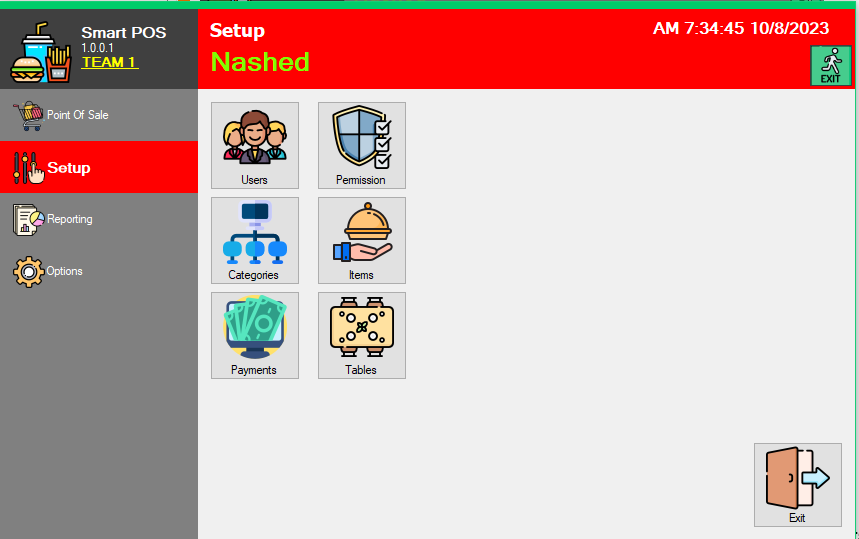 Smart POS
1.0.0.1
TEAM 1
Setup
Nashed
AM 7:34:45 10/8/2023
EXIT
Point Of Sale
Setup
Reporting
Options
Users
Permission
Categories
Items
Payments
Tables
Exit